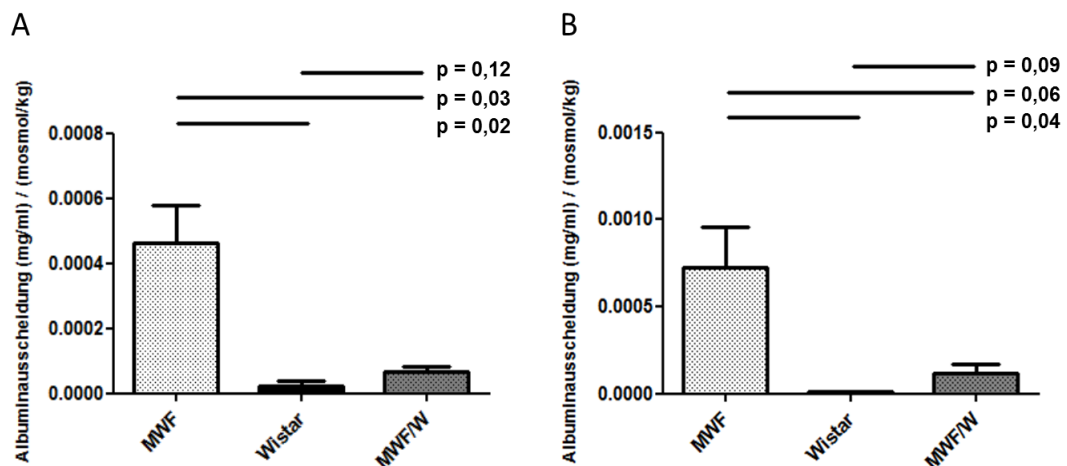 A
p = 0,12
p = 0,03
p = 0,02
Albuminausscheidung (mg/ml) / (mosmol/kg)
0.0008
0.0006
0.0004
0.0002
0.0000
MWF
Wistar
MWF/W
B
p = 0,09
p = 0,06
p = 0,04
Albuminausscheidung (mg/ml) / (mosmol/kg)
0.0015
0.0010
0.0005
0.0000
MWF
Wistar
MWF/W